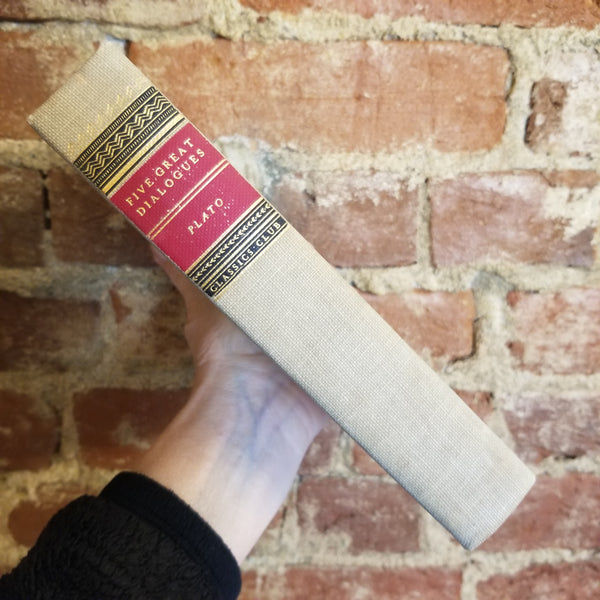 FIVE GREAT
DIALOGUES
PLATO
CLASSICS · CLUB